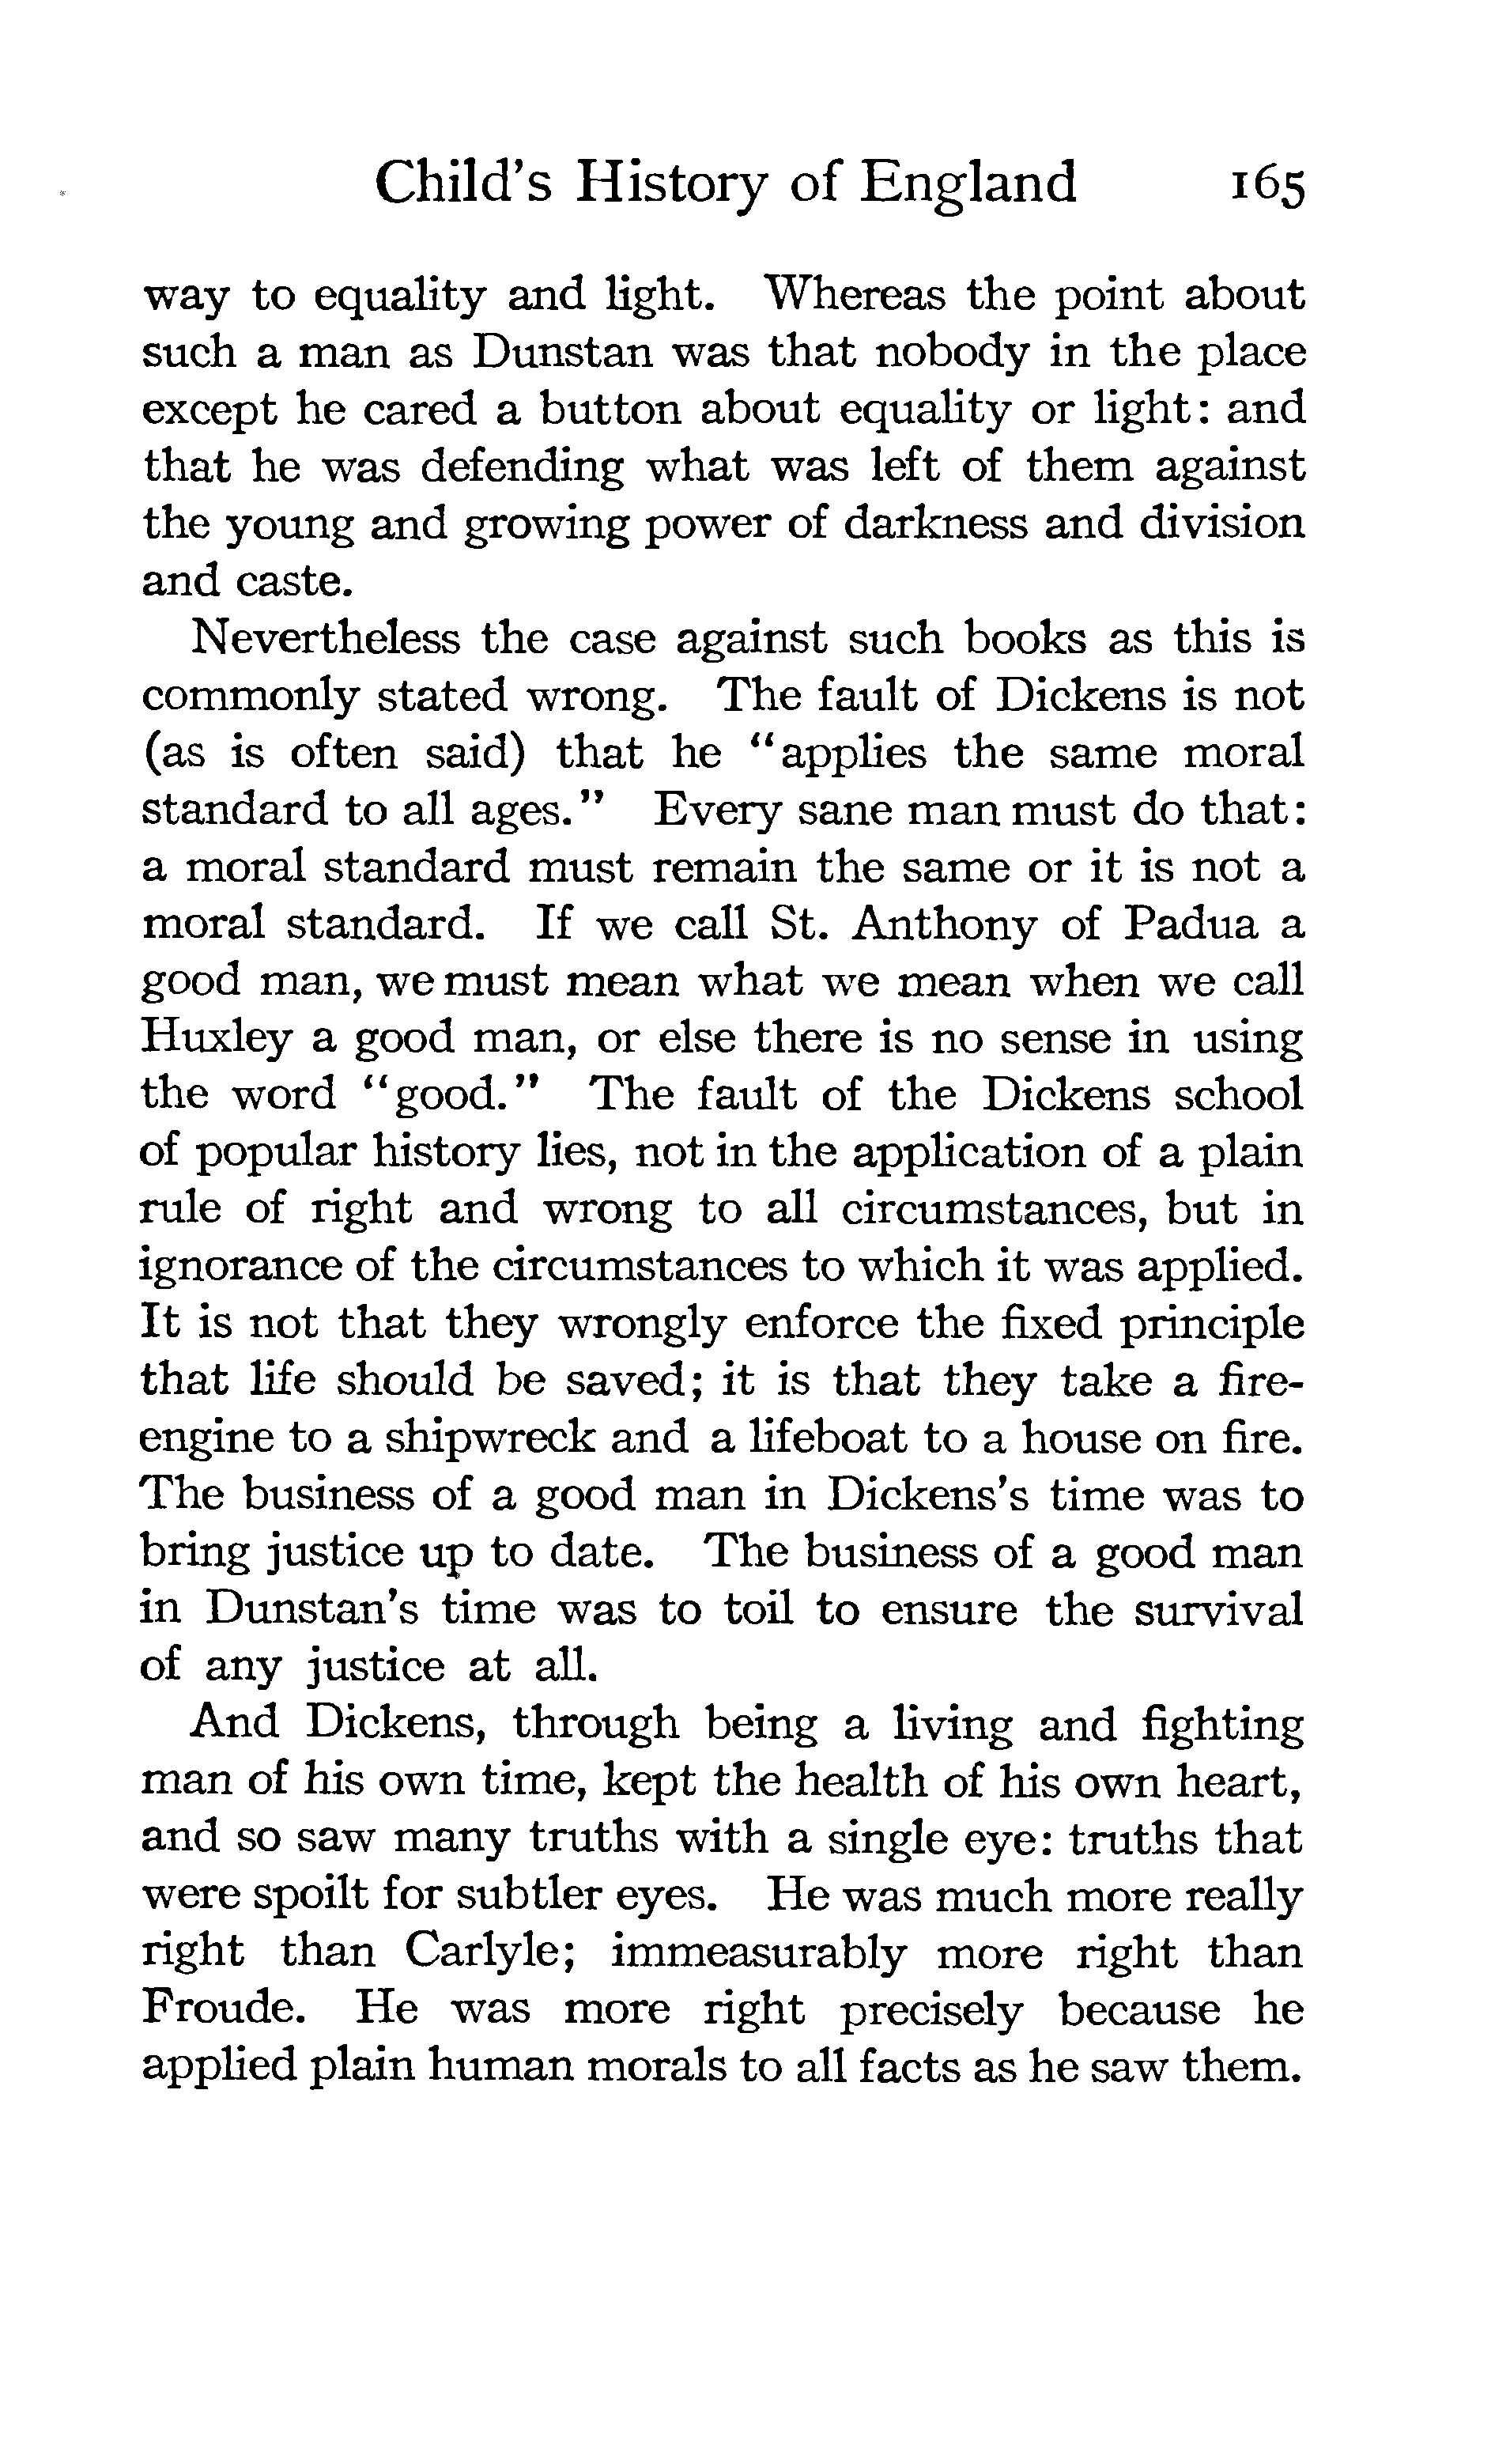 Child's History of England 165
way to equality and light. Whereas the point about
such a man as Dunstan was that nobody in the place
except he cared a button about equality or light: and
that he was defending what was left of them against
the young and growing power of darkness and division
and caste.
Nevertheless the case against such books as this is
commonly stated wrong. The fault of Dickens is not
(as is often said) that he "applies the same moral
standard to all ages." Every sane man must do that:
a moral standard must remain the same or it is not a
moral standard. If we call St. Anthony of Padua a
good man, we must mean what we mean when we call
Huxley a good man, or else there is no sense in using
the word "good." The fault of the Dickens school
of popular history lies, not in the application of a plain
rule of right and wrong to all circumstances, but in
ignorance of the circumstances to which it was applied.
It is not that they wrongly enforce the fixed principle
that life should be saved; it is that they take a fire-
engine to a shipwreck and a lifeboat to a house on fire.
The business of a good man in Dickens's time was to
bring justice up to date. The business of a good man
in Dunstan's time was to toil to ensure the survival
of any justice at all.
And Dickens, through being a living and fighting
man of his own time, kept the health of his own heart,
and so saw many truths with a single eye: truths that
were spoilt for subtler eyes. He was much more really
right than Carlyle; immeasurably more right than
Froude. He was more right precisely because he
applied plain human morals to all facts as he saw them.